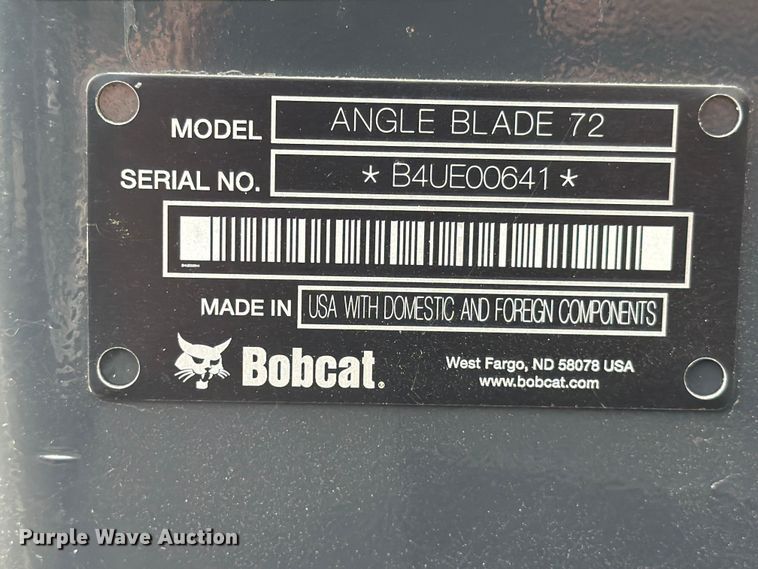 MODEL ANGLE BLADE 72
SERIAL NO. * B4UE00641 *
MADE IN USA WITH DOMESTIC AND FOREIGN COMPONENTS
Bobcat.
West Fargo, ND 58078 USA
www.bobcat.com
Purple Wave Auction